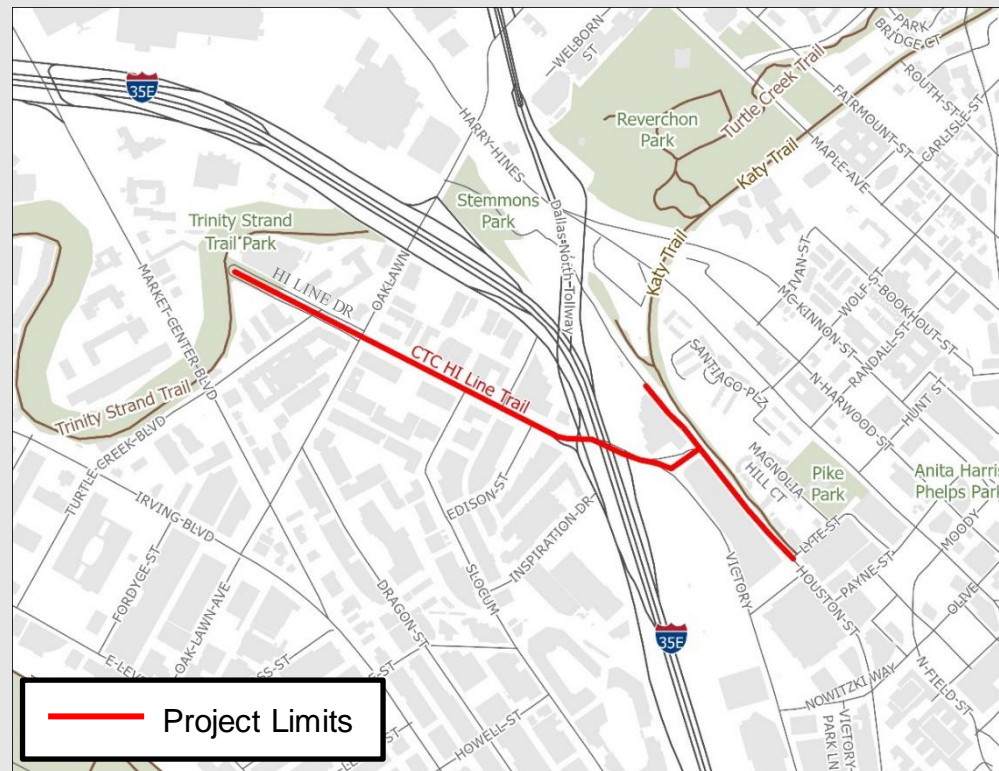 35E
WELBORN
ST
PARK
BRIDGE CT
ROUTH-ST
CARLISLE-ST
FAIRMOUNT-ST
MAPLE-AVE
Turtle Creek Trail
Katy-Trail
Reverchon
Park
HARRY-HINES
Stemmons
Park
Dallas-North-Tollway
Trinity Strand
Trail Park
HI LINE DR
OAKLAWN
MARKET-CENTER-BLVD
Katy-Trail
IVAN-ST
WOLF-ST
BOOKHOUT-ST
MC-KINNON-ST
RANDALL-ST
N-HARWOOD-ST
HUNT ST
SANTIAGO-PLZ
CTC HI Line Trail
Trinity Strand Trail
TURTLE-CREEK-BLVD
IRVING-BLVD
MAGNOLIA
HILL CT
Pike
Park
Anita Harris
Phelps Park
MOODY
LYTE-ST
PAYNE-ST
HOUSTON-ST
OLIVE
EDISON-ST
INSPIRATION-DR
SLOCUM
DRAGON-ST
VICTORY
FORDYCE-ST
OAK-LAWN-AVE
35E
NOWITZKI WAY
N-FIELD-ST
VICTORY
PARK LN
HOWELL-ST
Project Limits